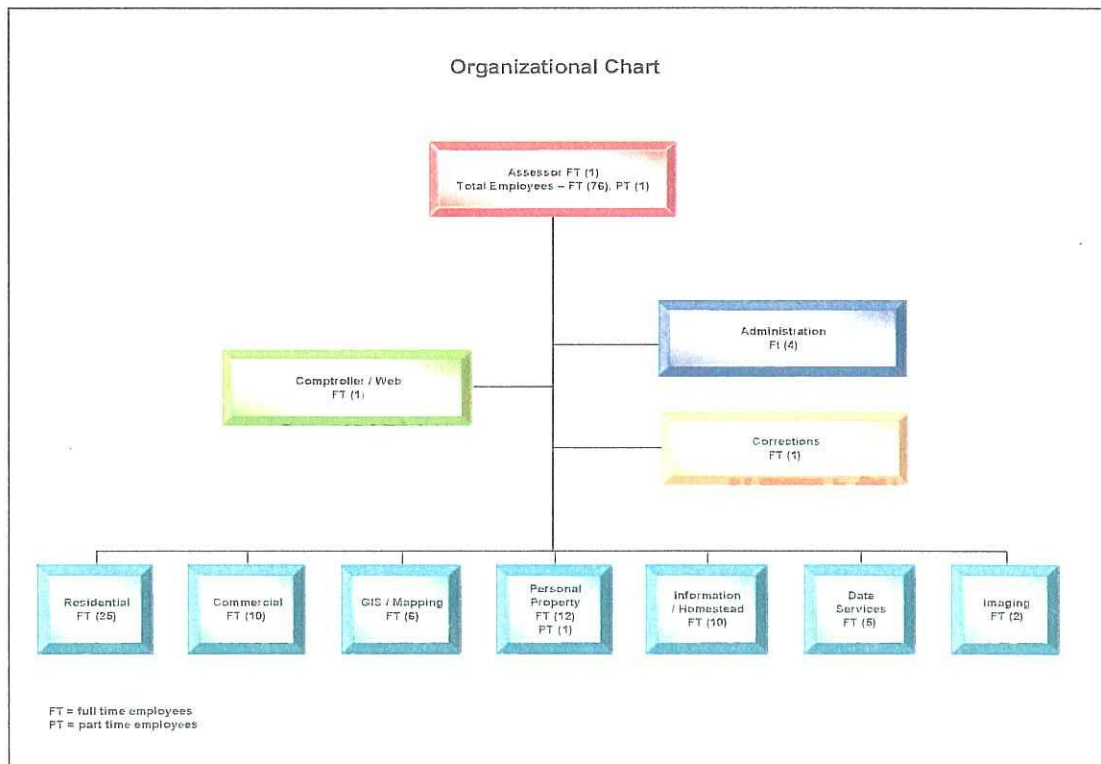 Organizational Chart
Assessor FT (1)
Total Employees – FT (76), PT (1)
Administration
Ft (4)
Comptroller / Web
FT (1)
Corrections
FT (1)
Residential
FT (25)
Commercial
FT (10)
GIS / Mapping
FT (6)
Personal
Property
FT (12)
PT (1)
Information
/ Homestead
FT (10)
Data
Services
FT (5)
Imaging
FT (2)
FT = full time employees
PT = part time employees